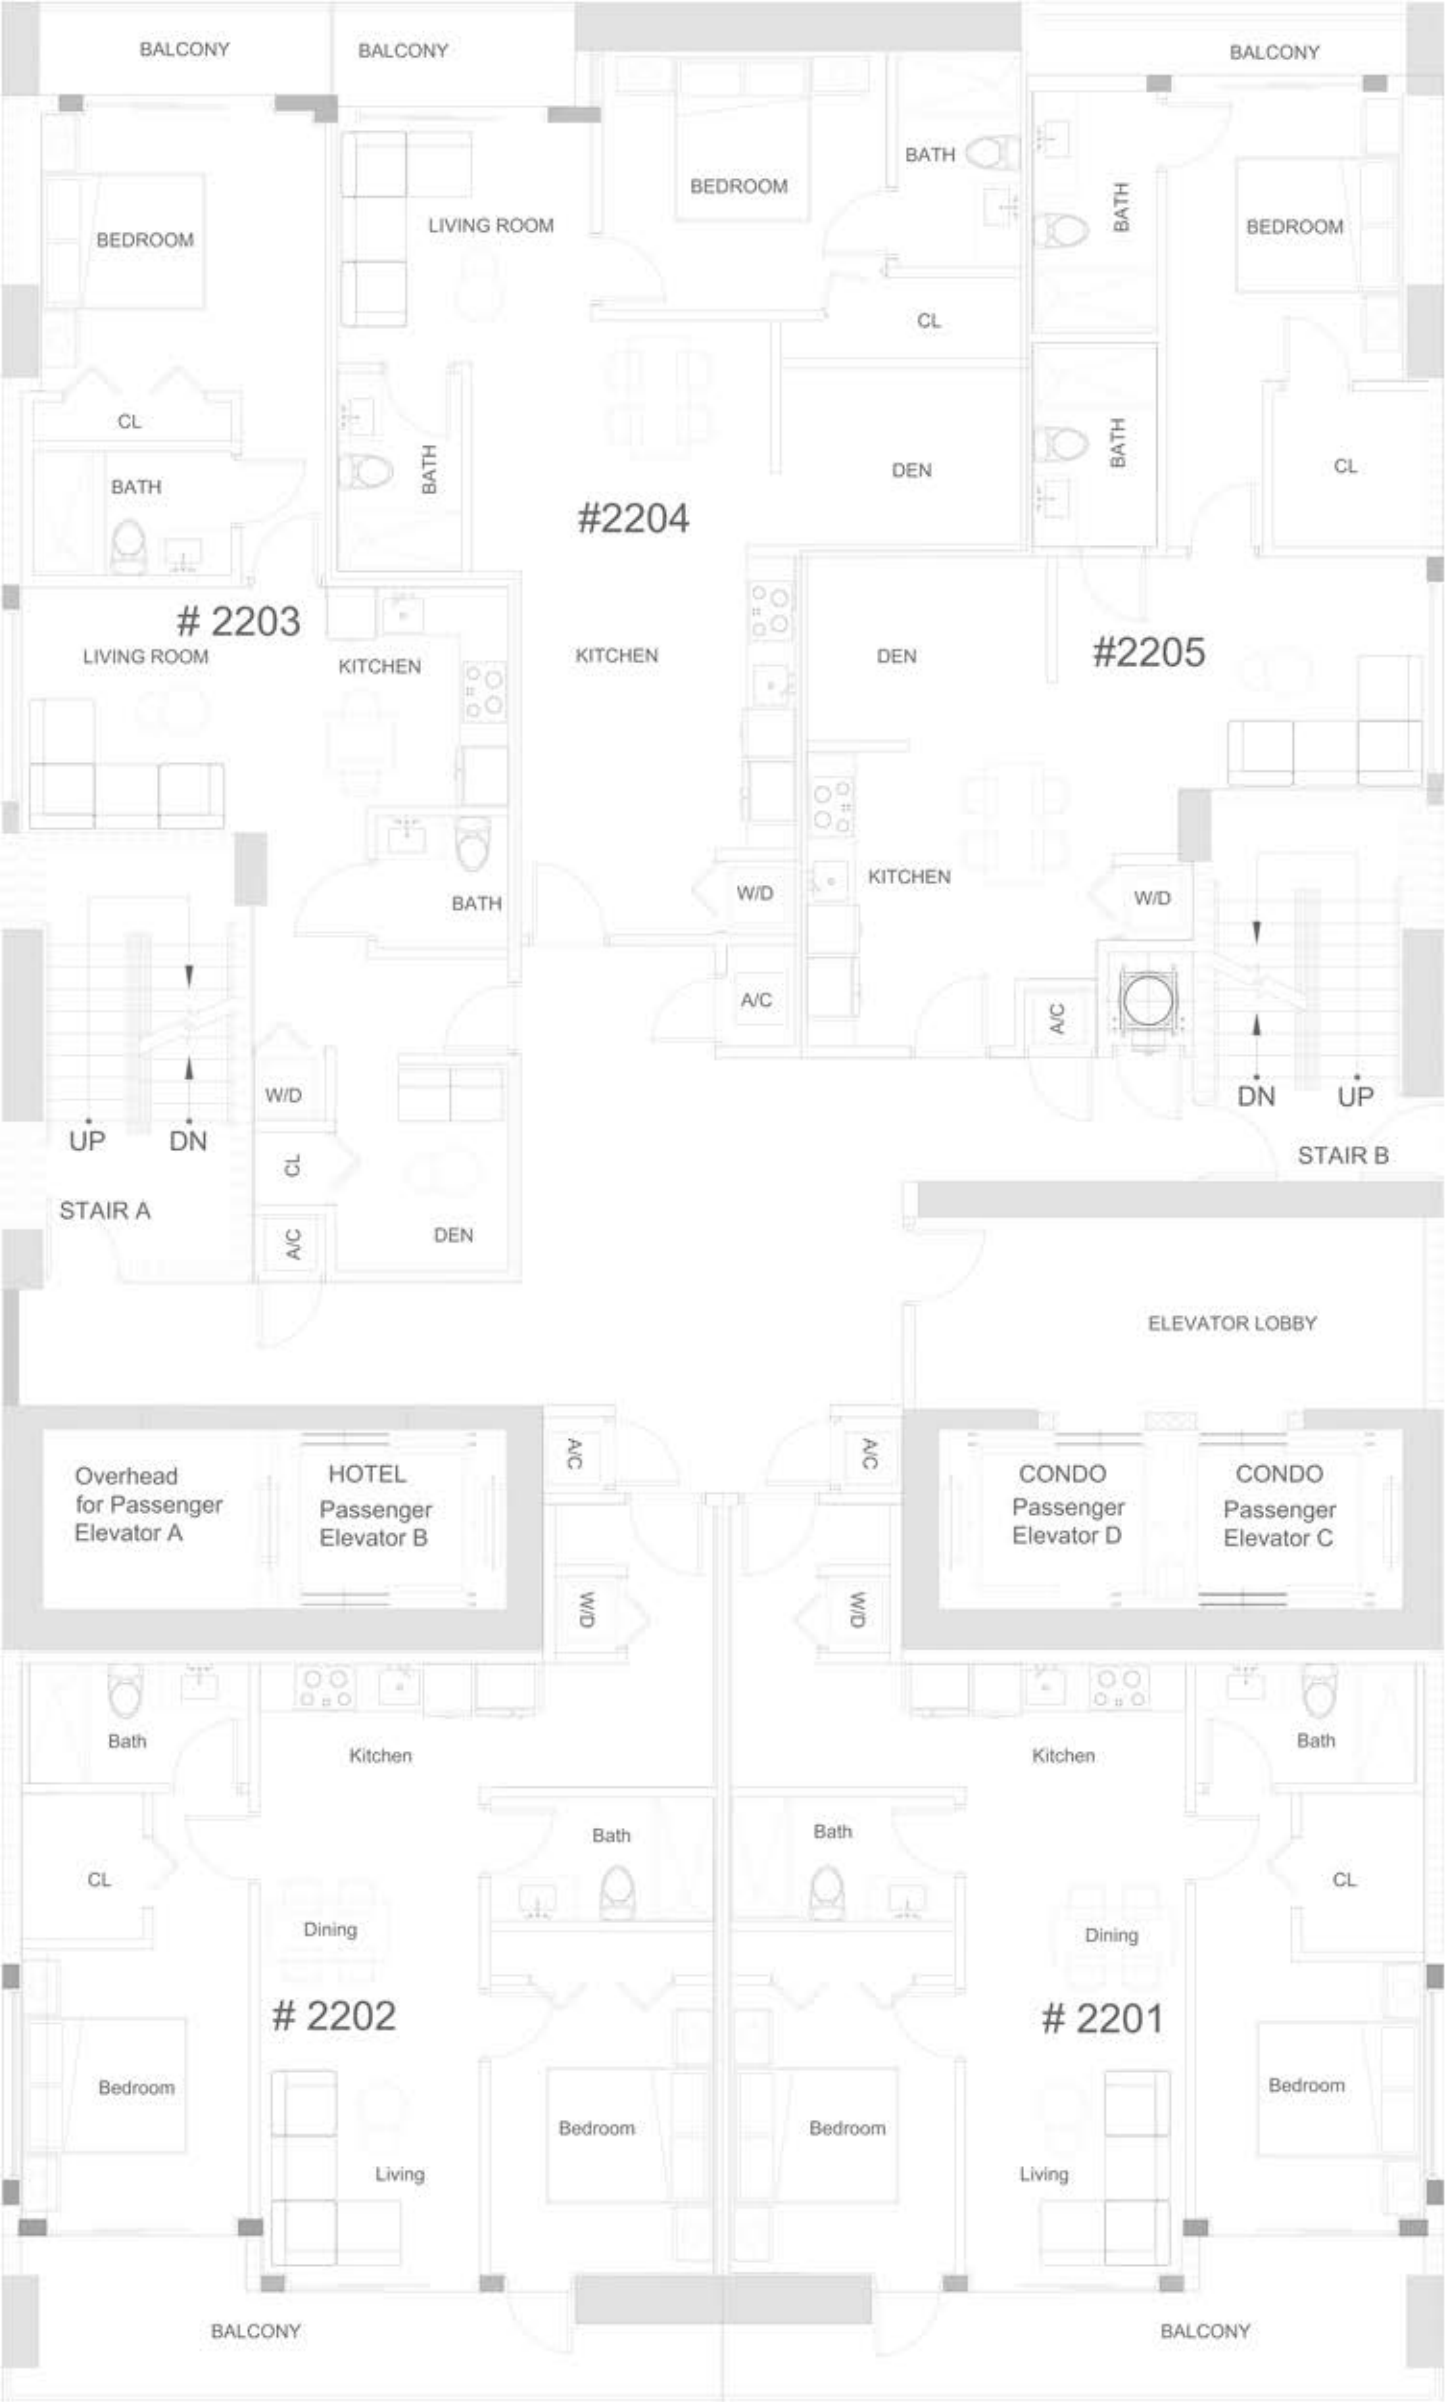 BALCONY
BALCONY
BALCONY
BEDROOM
BATH
BATH
BEDROOM
LIVING ROOM
BEDROOM
CL
CL
BATH
BATH
BATH
DEN
CL
#2204
# 2203
LIVING ROOM
KITCHEN
KITCHEN
DEN
#2205
KITCHEN
W/D
W/D
BATH
A/C
A/C
W/D
DN
UP
UP
DN
STAIR B
CL
STAIR A
A/C
DEN
ELEVATOR LOBBY
A/C
A/C
Overhead
for Passenger
Elevator A
HOTEL
Passenger
Elevator B
CONDO
Passenger
Elevator D
CONDO
Passenger
Elevator C
W/D
W/D
Bath
Kitchen
Kitchen
Bath
Bath
Bath
CL
CL
Dining
Dining
# 2202
# 2201
Bedroom
Bedroom
Bedroom
Bedroom
Living
Living
BALCONY
BALCONY